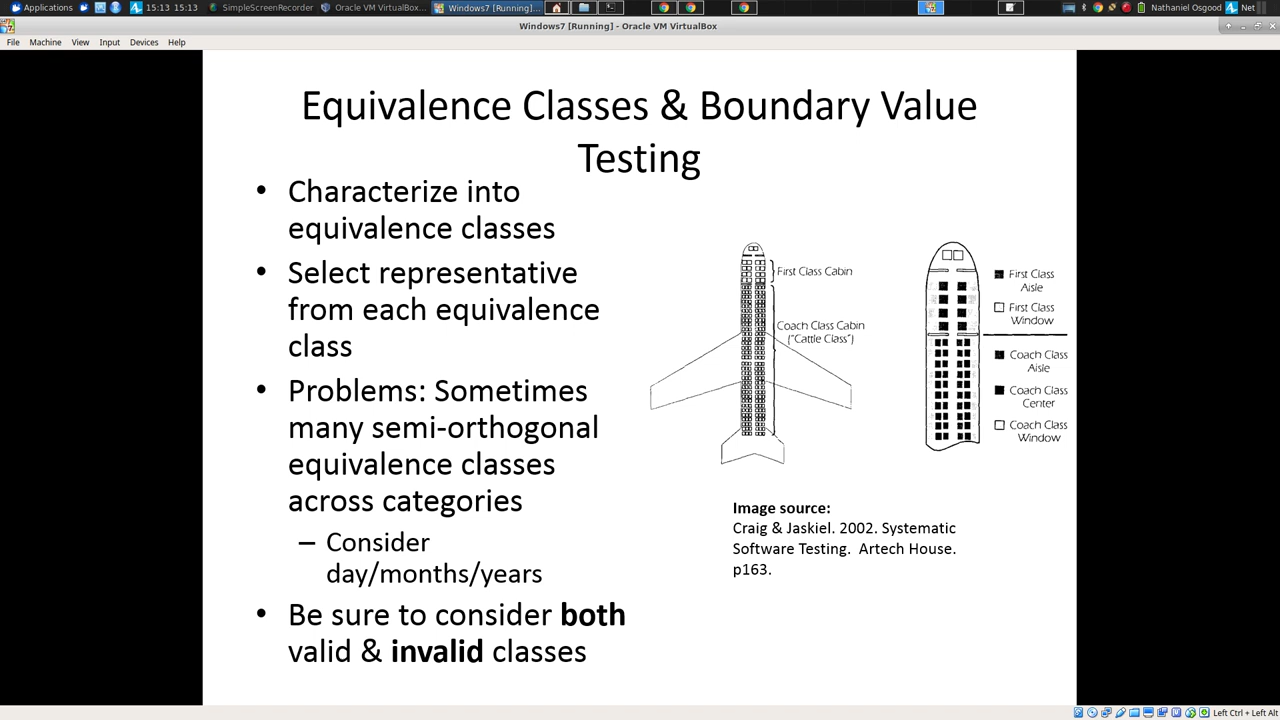 Applications
15:13 15:13
SimpleScreenRecorder
Oracle VM VirtualBox...
Windows7 [Running]...
Nathaniel Osgood
Net
Windows7 [Running] - Oracle VM VirtualBox
File Machine View Input Devices Help
Equivalence Classes & Boundary Value
Testing
• Characterize into
equivalence classes
• Select representative
from each equivalence
class
• Problems: Sometimes
many semi-orthogonal
equivalence classes
across categories
– Consider
day/months/years
• Be sure to consider both
valid & invalid classes
First Class Cabin
Coach Class Cabin
("Cattle Class")
First Class
Aisle
First Class
Window
Coach Class
Aisle
Coach Class
Center
Coach Class
Window
Image source:
Craig & Jaskiel. 2002. Systematic
Software Testing. Artech House.
p163.
Left Ctrl + Left Alt